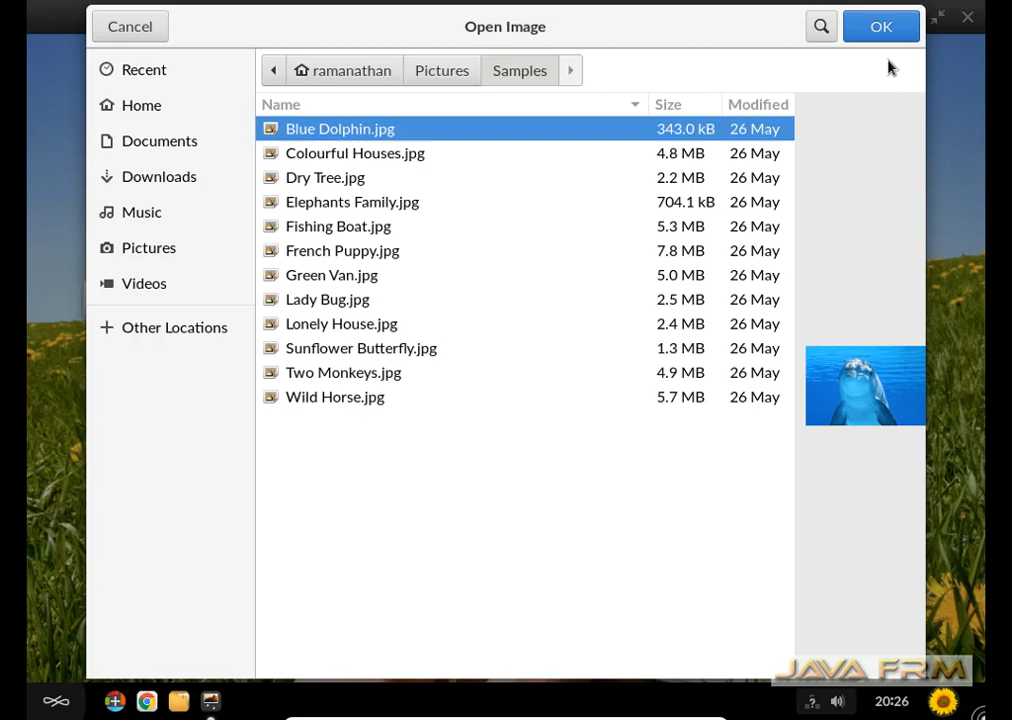 Cancel
Open Image
OK
Recent
Home
Documents
Downloads
Music
Pictures
Videos
Other Locations
ramanathan
Pictures
Samples
Name Size Modified
Blue Dolphin.jpg 343.0 kB 26 May
Colourful Houses.jpg 4.8 MB 26 May
Dry Tree.jpg 2.2 MB 26 May
Elephants Family.jpg 704.1 kB 26 May
Fishing Boat.jpg 5.3 MB 26 May
French Puppy.jpg 7.8 MB 26 May
Green Van.jpg 5.0 MB 26 May
Lady Bug.jpg 2.5 MB 26 May
Lonely House.jpg 2.4 MB 26 May
Sunflower Butterfly.jpg 1.3 MB 26 May
Two Monkeys.jpg 4.9 MB 26 May
Wild Horse.jpg 5.7 MB 26 May
JAVA FRM
20:26